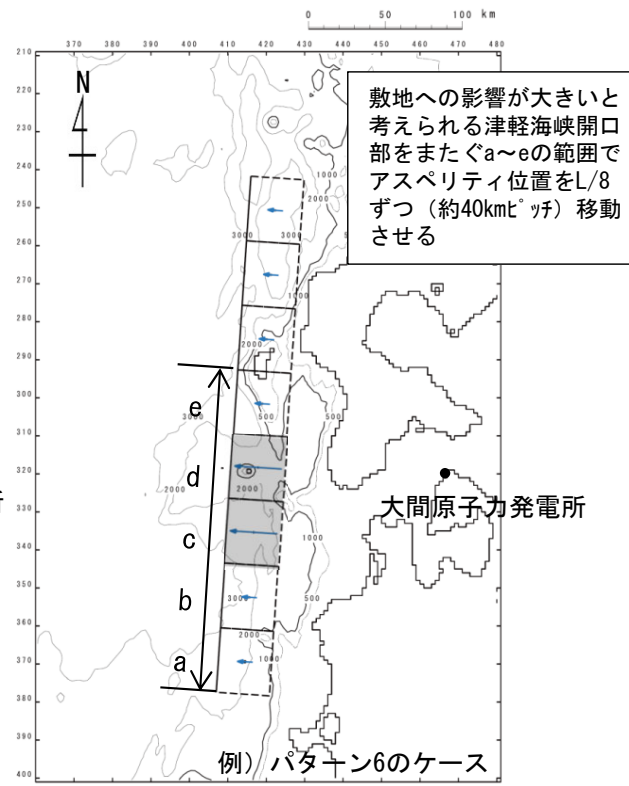 0 50 100 km
370 380 390 400 410 420 430 440 450 460 470 480
210
220
230
240
250
260
270
280
290
300
310
320
330
340
350
360
370
380
390
400
N
敷地への影響が大きいと
考えられる津軽海峡開口
部をまたぐa～eの範囲で
アスペリティ位置をL/8
ずつ（約40kmﾋﾟｯﾁ）移動
させる
1000
2000
3000
3000
1000
2000
e
500
500
3000
d
2000
2000
大間原子力発電所
c
1000
b
300
500
2000
a
1000
例）パターン6のケース